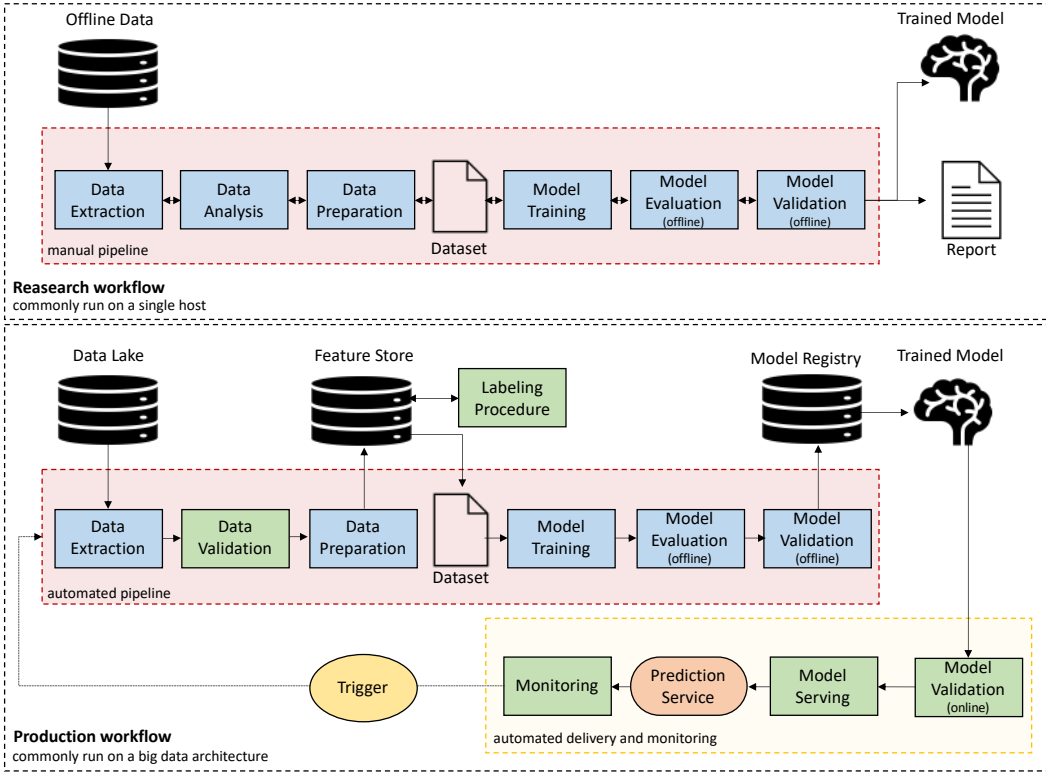 Offline Data
Trained Model
Data
Extraction
Data
Analysis
Data
Preparation
Dataset
Model
Training
Model
Evaluation
(offline)
Model
Validation
(offline)
Report
manual pipeline
Reasearch workflow
commonly run on a single host
Data Lake
Feature Store
Model Registry
Trained Model
Labeling
Procedure
Data
Extraction
Data
Validation
Data
Preparation
Dataset
Model
Training
Model
Evaluation
(offline)
Model
Validation
(offline)
automated pipeline
Trigger
Monitoring
Prediction
Service
Model
Serving
Model
Validation
(online)
automated delivery and monitoring
Production workflow
commonly run on a big data architecture